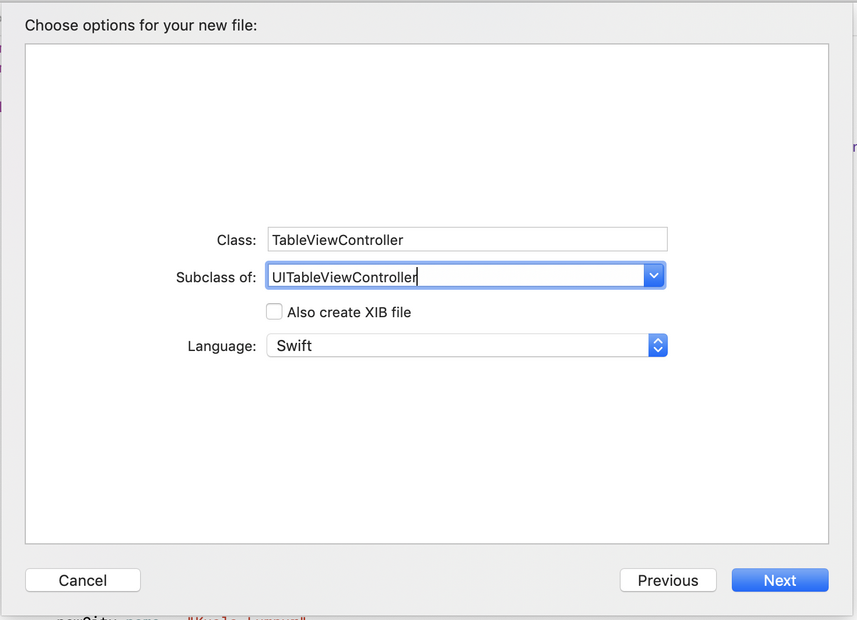 Choose options for your new file:
Class: TableViewController
Subclass of: UITableViewController
Also create XIB file
Language: Swift
Cancel Previous Next